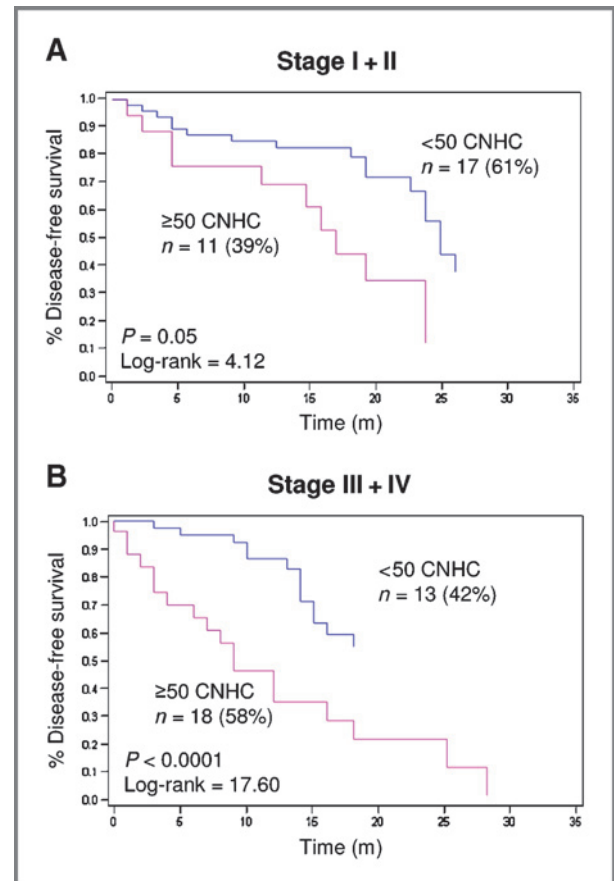 A
Stage I + II
% Disease-free survival
1.0
0.9
0.8
0.7
0.6
0.5
0.4
0.3
0.2
0.1
0.0
<50 CNHC
n = 17 (61%)
≥50 CNHC
n = 11 (39%)
P = 0.05
Log-rank = 4.12
0 5 10 15 20 25 30 35
Time (m)
B
Stage III + IV
% Disease-free survival
1.0
0.9
0.8
0.7
0.6
0.5
0.4
0.3
0.2
0.1
0.0
<50 CNHC
n = 13 (42%)
≥50 CNHC
n = 18 (58%)
P < 0.0001
Log-rank = 17.60
0 5 10 15 20 25 30 35
Time (m)